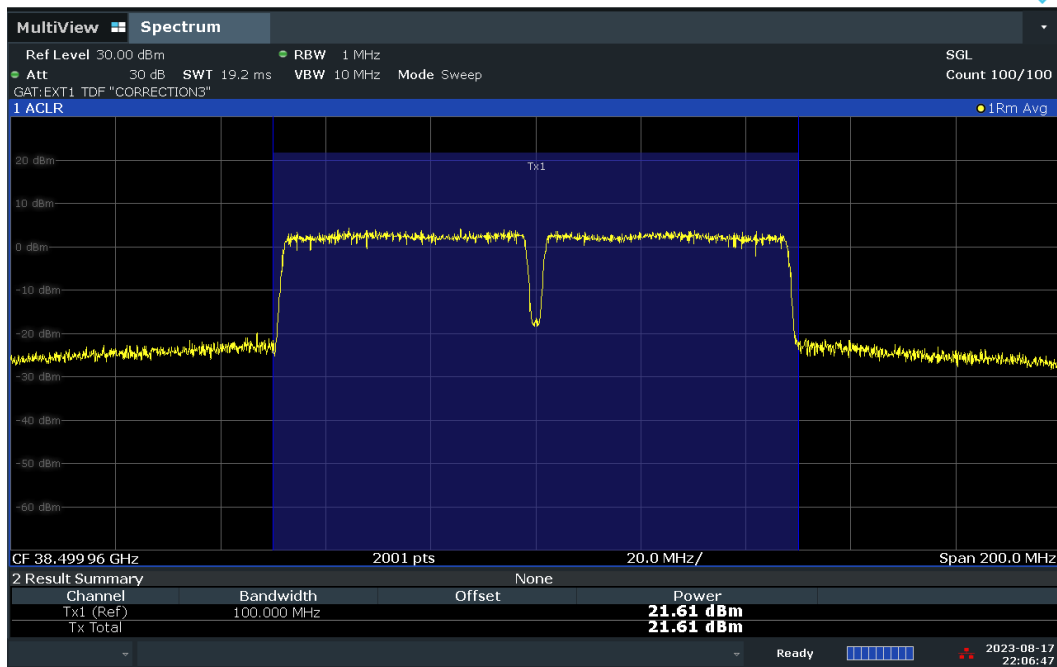 MultiView Spectrum
Ref Level 30.00 dBm RBW 1 MHz SGL
Att 30 dB SWT 19.2 ms VBW 10 MHz Mode Sweep Count 100/100
GAT:EXT1 TDF "CORRECTION3"
1 ACLR 1Rm Avg
20 dBm
Tx1
10 dBm
0 dBm
-10 dBm
-20 dBm
-30 dBm
-40 dBm
-50 dBm
-60 dBm
CF 38.49996 GHz 2001 pts 20.0 MHz/ Span 200.0 MHz
2 Result Summary None
Channel Bandwidth Offset Power
Tx1 (Ref) 100.000 MHz 21.61 dBm
Tx Total 21.61 dBm
Ready 2023-08-17
22:06:47